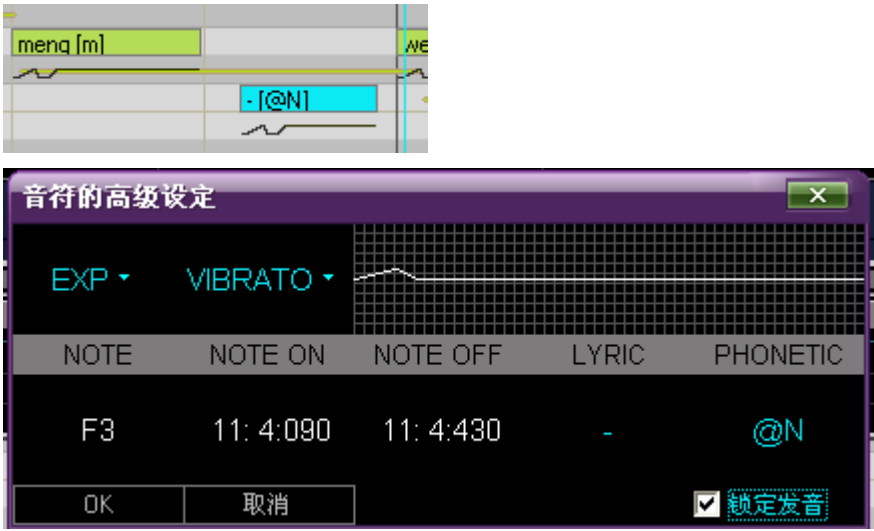 meng [m]
we
- [@N]
音符的高级设定
EXP VIBRATO
NOTE NOTE ON NOTE OFF LYRIC PHONETIC
F3 11: 4:090 11: 4:430 - @N
OK 取消 锁定发音